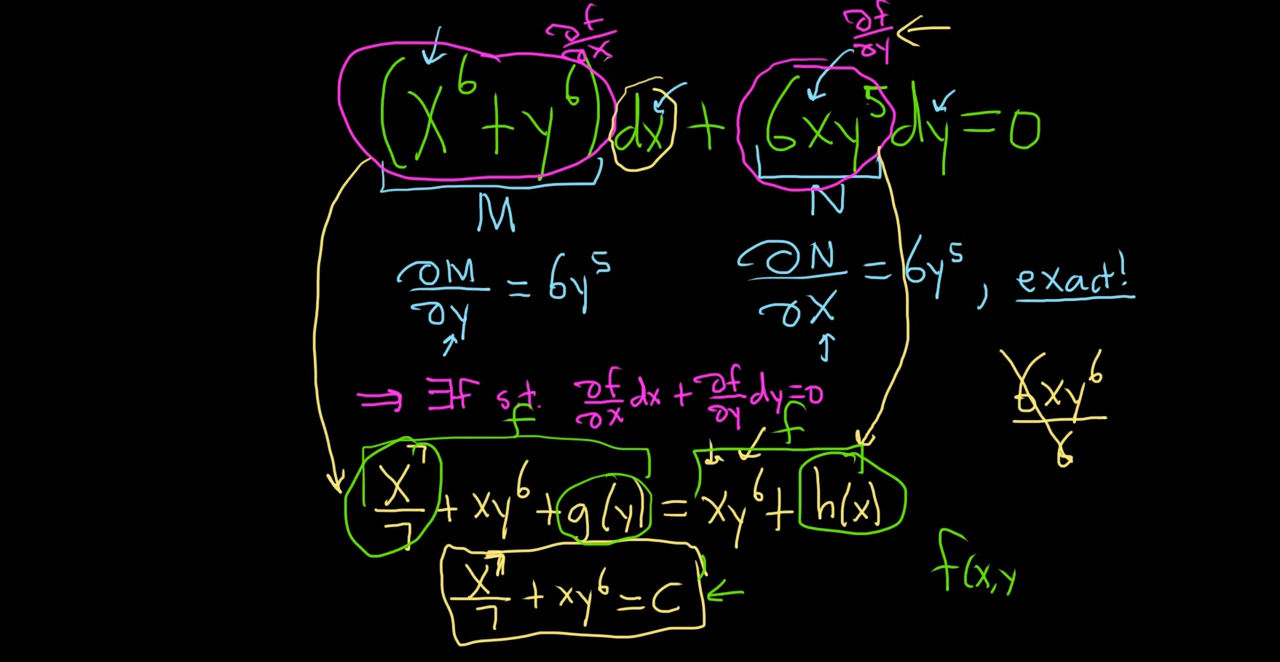 ∂f/∂x ∂f/∂y
(x⁶ + y⁶) dx + 6xy⁵ dy = 0
M N
∂M/∂y = 6y⁵ ∂N/∂x = 6y⁵, exact!
⇒ ∃f s.t. ∂f/∂x dx + ∂f/∂y dy = 0
6xy⁶/6
f f
x⁷/7 + xy⁶ + g(y) = xy⁶ + h(x)
x⁷/7 + xy⁶ = C
f(x,y